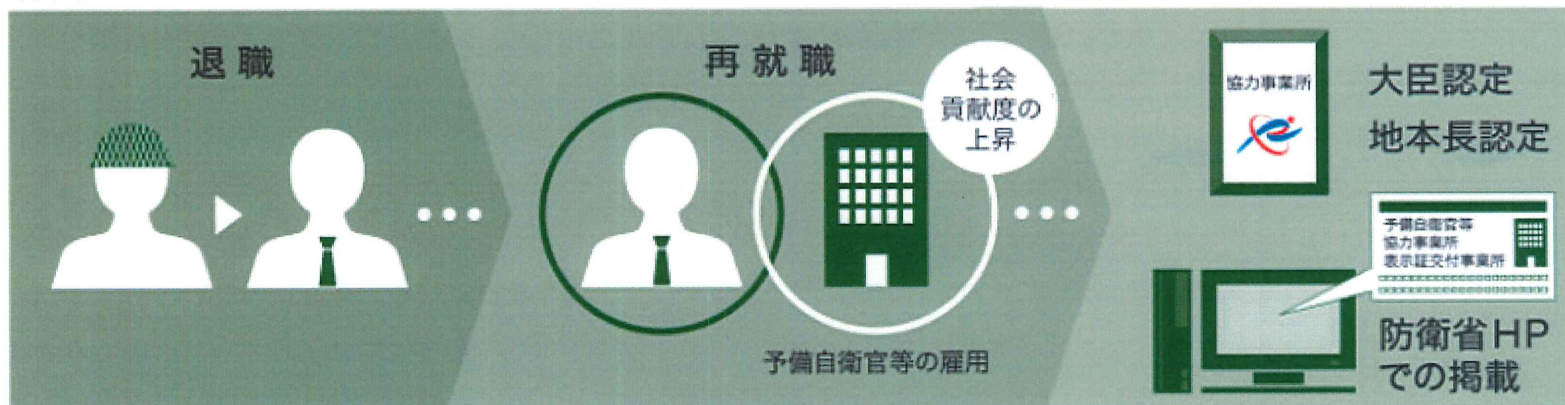 退職
再就職
社会
貢献度の
上昇
予備自衛官等の雇用
協力事業所
大臣認定
地本長認定
予備自衛官等
協力事業所
表示証交付事業所
防衛省HP
での掲載